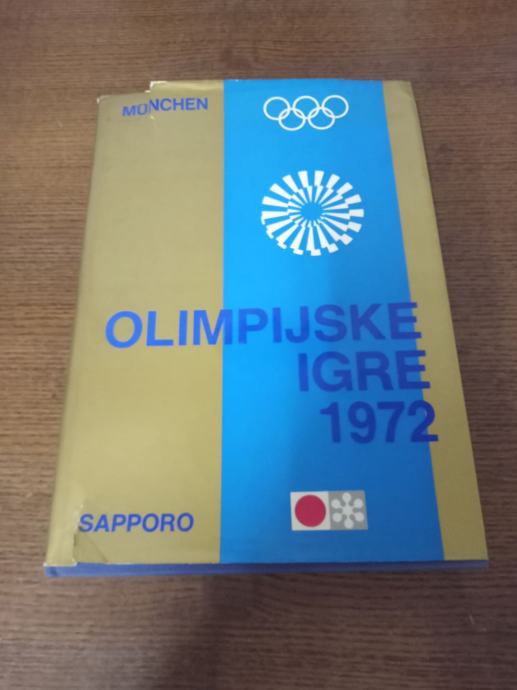 MÜNCHEN
OLIMPIJSKE
IGRE
1972
SAPPORO